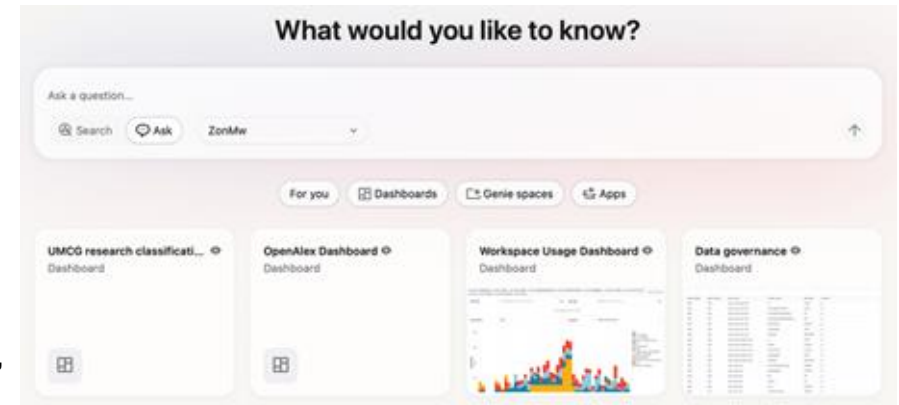 What would you like to know?
Ask a question...
Search Ask ZonMw
For you Dashboards Genie spaces Apps
UMCG research classificati... OpenAlex Dashboard Workspace Usage Dashboard Data governance
Dashboard Dashboard Dashboard Dashboard